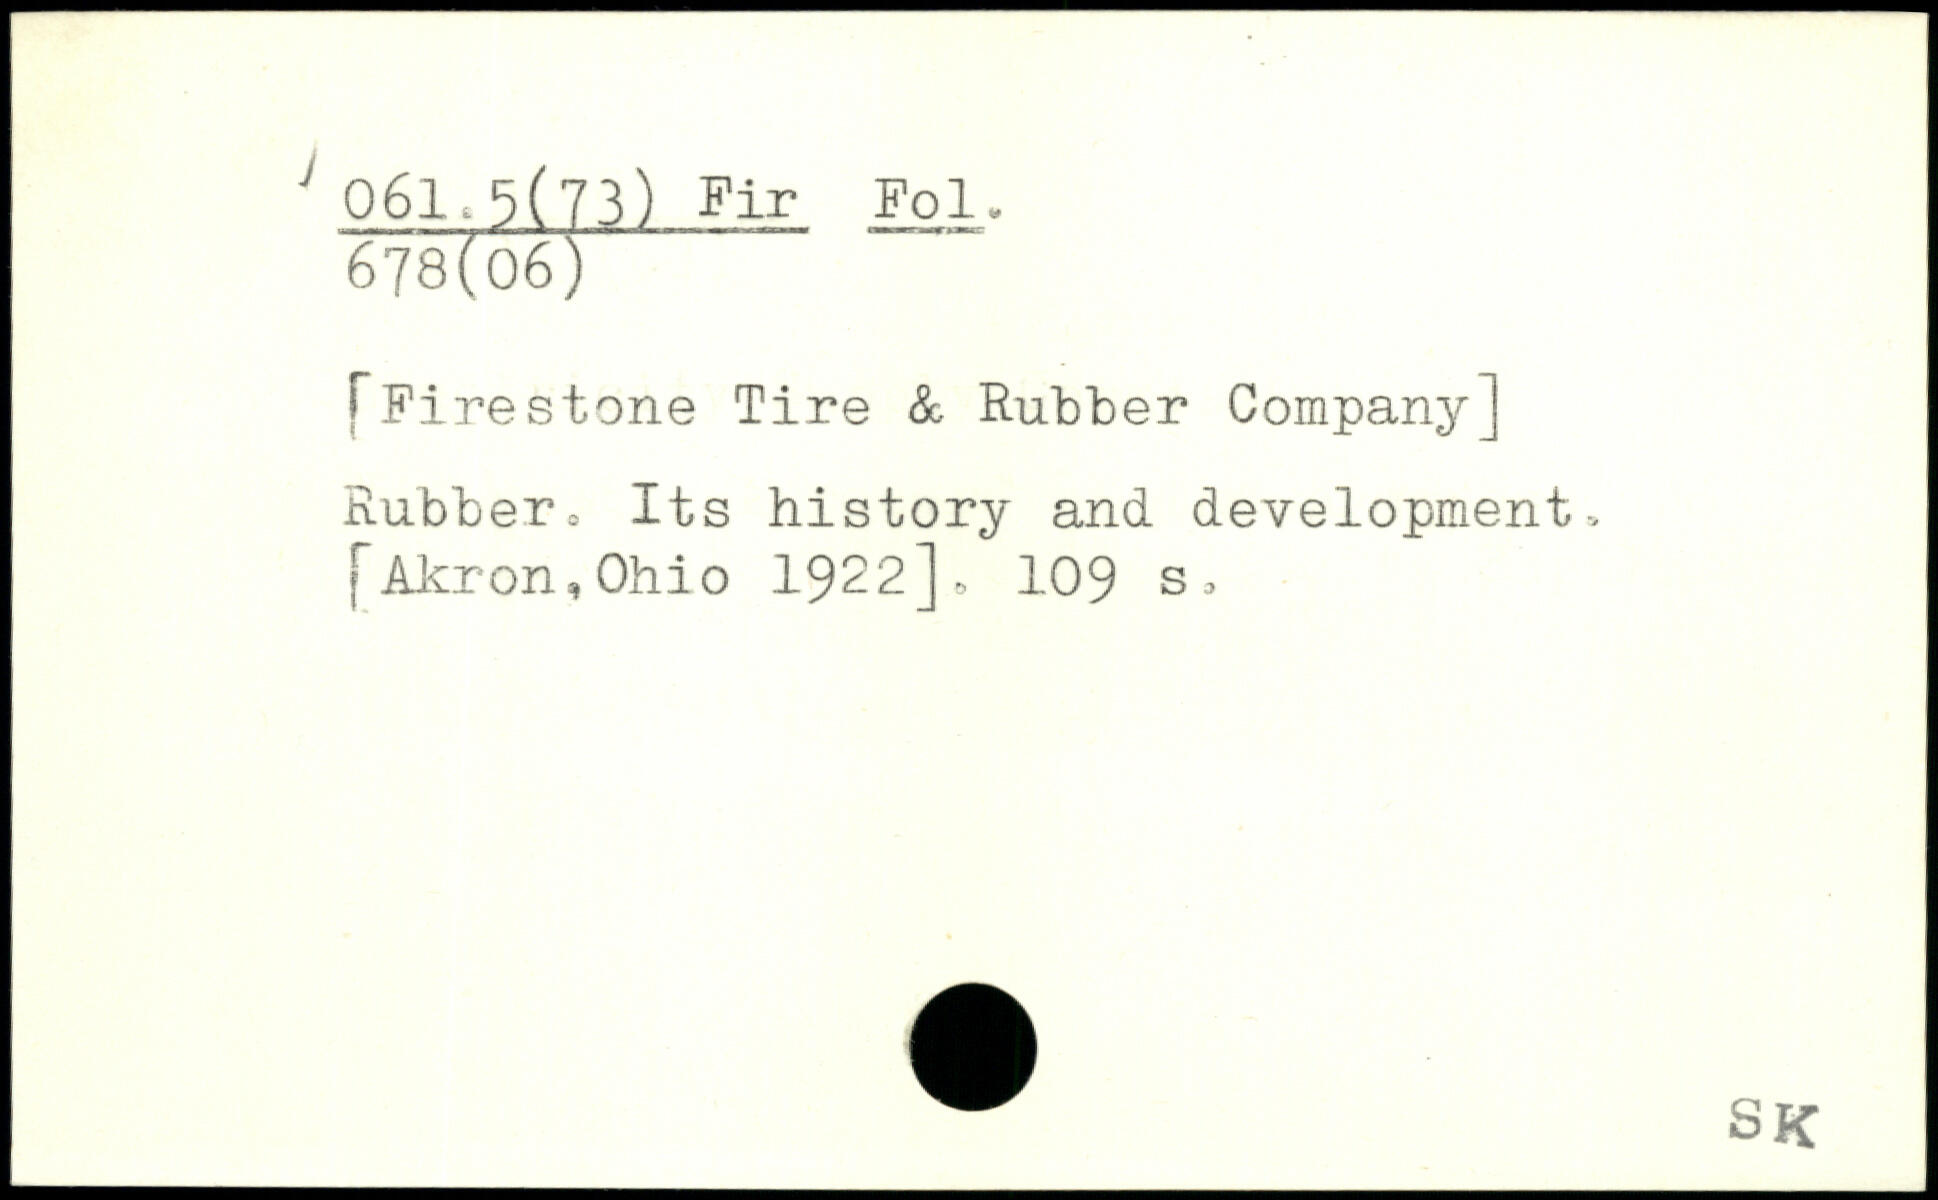 061.5(73) Fir Fol.
678(06)
[Firestone Tire & Rubber Company]
Rubber. Its history and development.
[Akron,Ohio 1922]. 109 s.
SK